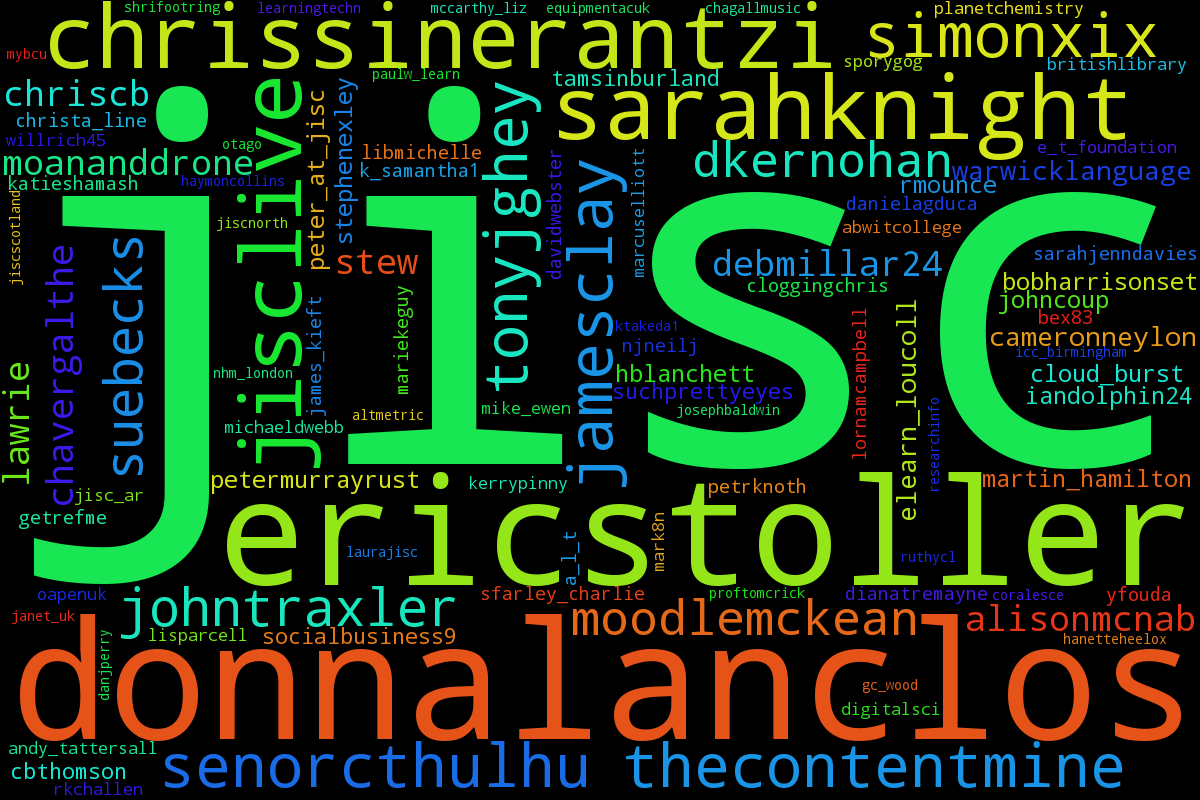 shrifootring
learningtechn
mccarthy_liz
equipmentacuk
chagallmusic
planetchemistry
chrissinerantzi
simonxix
mybcu
sporygog
britishlibrary
paulw_learn
tamsinburland
chriscb
sarahknight
christa_line
willrich45
otago
libmichelle
moananddrone
k_samantha1
dkernohan
e_t_foundation
warwicklanguage
katieshamash
haymoncollins
rmounce
danielagduca
jiscscotland
jisclive
peter_at_jisc
stephenexley
tonyjghey
davidwebster
jamesclay
marcuselliott
jiscnorth
abwitcollege
jisc
stew
debmillar24
sarahjenndavies
cloggingchris
bobharrisonset
johncoup
chavergalthe
suebecks
james_kieft
mariekeguy
ktakeda1
bex83
njneilj
lornamcampbell
elearn_loucoll
cameronneylon
icc_birmingham
lawrie
nhm_london
hblanchett
cloud_burst
suchprettyeyes
iandolphin24
altmetric
mike_ewen
josephbaldwin
researchinfo
michaeldwebb
petermurrayrust
kerrypinny
petrknoth
martin_hamilton
jisc_ar
getrefme
ericstoller
mark8n
a_l_t
laurajisc
ruthycl
oapenuk
johntraxler
sfarley_charlie
proftomcrick
dianatremayne
coralesce
yfouda
janet_uk
moodlemckean
alisonmcnab
lisparcell
socialbusiness9
hanetteheelox
danjperry
donnalanclos
gc_wood
digitalsci
andy_tattersall
senorcthulhu
thecontentmine
cbthomson
rkchallen